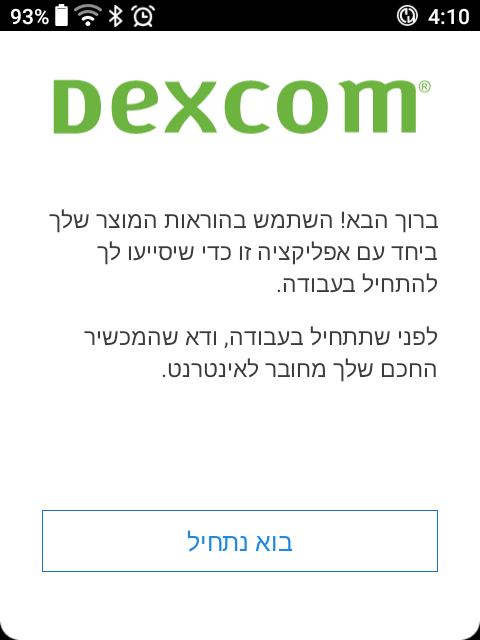 93%
4:10
Dexcom®
ברוך הבא! השתמש בהוראות המוצר שלך
ביחד עם אפליקציה זו כדי שיסייעו לך
להתחיל בעבודה.
לפני שתתחיל בעבודה, ודא שהמכשיר
החכם שלך מחובר לאינטרנט.
בוא נתחיל